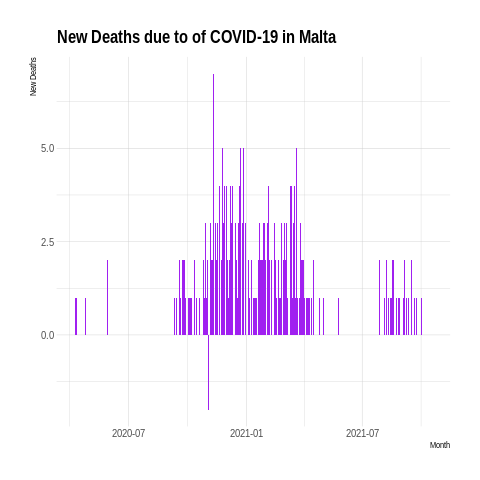 New Deaths due to of COVID-19 in Malta
New Deaths
5.0
2.5
0.0
2020-07
2021-01
2021-07
Month